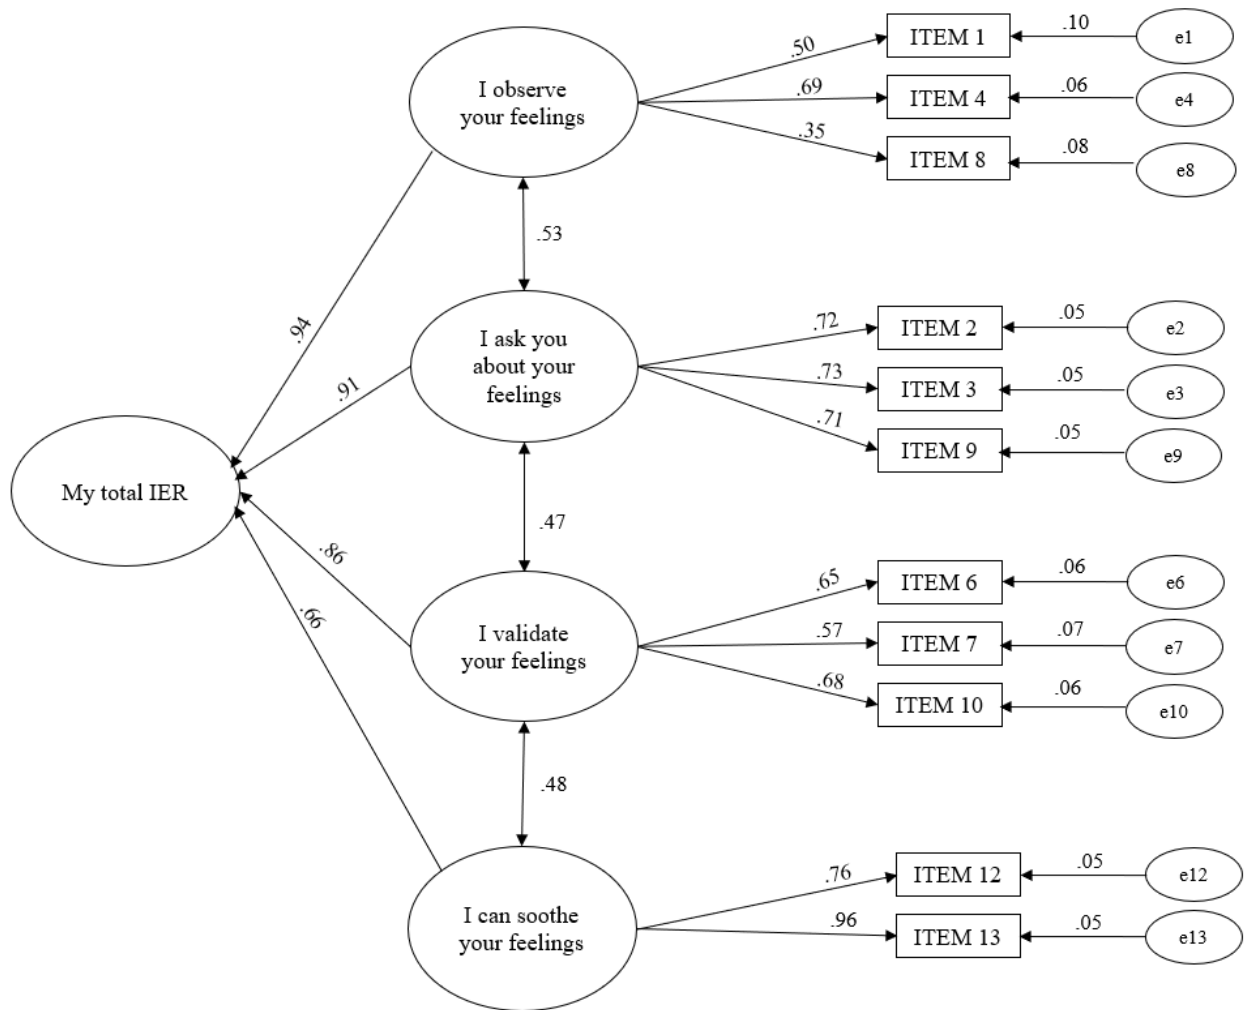 I observe
your feelings
.50
.69
.35
ITEM 1
.10
e1
ITEM 4
.06
e4
ITEM 8
.08
e8
.53
.94
I ask you
about your
feelings
.72
.73
.71
ITEM 2
.05
e2
ITEM 3
.05
e3
ITEM 9
.05
e9
.91
My total IER
.47
.86
I validate
your feelings
.65
.57
.68
ITEM 6
.06
e6
ITEM 7
.07
e7
ITEM 10
.06
e10
.66
.48
I can soothe
your feelings
.76
.96
ITEM 12
.05
e12
ITEM 13
.05
e13